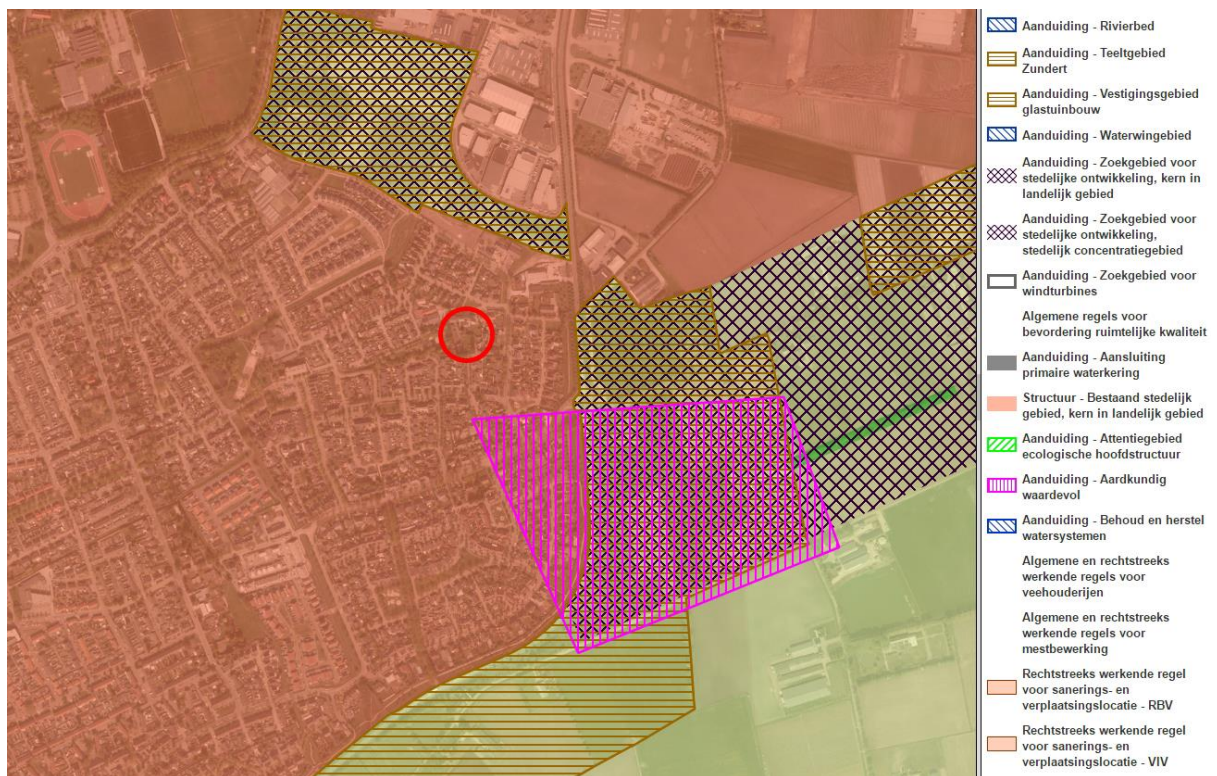 Aanduiding - Rivierbed
Aanduiding - Teeltgebied
Zundert
Aanduiding - Vestigingsgebied
glastuinbouw
Aanduiding - Waterwingebied
Aanduiding - Zoekgebied voor
stedelijke ontwikkeling, kern in
landelijk gebied
Aanduiding - Zoekgebied voor
stedelijke ontwikkeling,
stedelijk concentratiegebied
Aanduiding - Zoekgebied voor
windturbines
Algemene regels voor
bevordering ruimtelijke kwaliteit
Aanduiding - Aansluiting
primaire waterkering
Structuur - Bestaand stedelijk
gebied, kern in landelijk gebied
Aanduiding - Attentiegebied
ecologische hoofdstructuur
Aanduiding - Aardkundig
waardevol
Aanduiding - Behoud en herstel
watersystemen
Algemene en rechtstreeks
werkende regels voor
veehouderijen
Algemene en rechtstreeks
werkende regels voor
mestbewerking
Rechtstreeks werkende regel
voor sanerings- en
verplaatsingslocatie - RBV
Rechtstreeks werkende regel
voor sanerings- en
verplaatsingslocatie - VIV